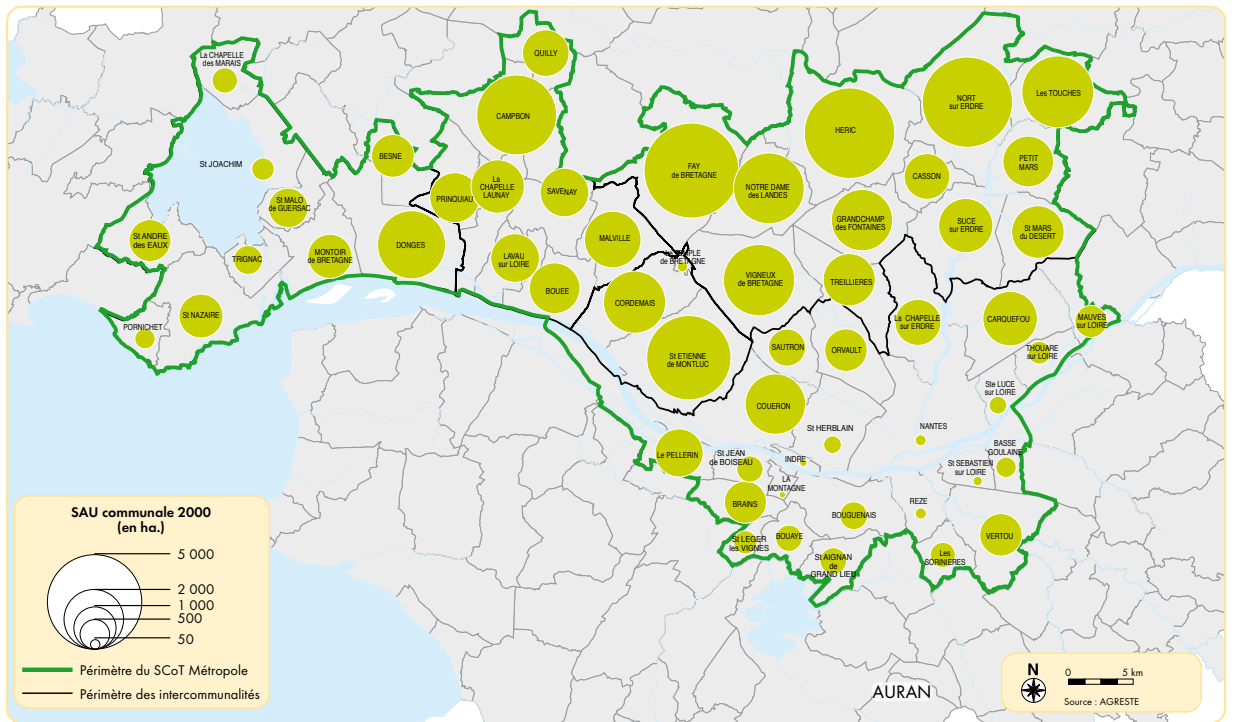 La CHAPELLE
des MARAIS
QUILLY
CAMPBON
NORT
sur ERDRE
Les TOUCHES
HERIC
BESNE
St JOACHIM
FAY
de BRETAGNE
PETIT
MARS
CASSON
La
CHAPELLE
LAUNAY
NOTRE DAME
des LANDES
PRINQUIAU
SAVENAY
St MALO
de GUERSAC
GRANDCHAMP
des FONTAINES
SUCE
sur ERDRE
St MARS
du DESERT
St ANDRE
des EAUX
MALVILLE
DONGES
TRIGNAC
MONTOIR
de BRETAGNE
LAVAU
sur LOIRE
DE BRETAGNE
VIGNEUX
de BRETAGNE
TREILLIERES
BOUEE
CORDEMAIS
St NAZAIRE
PORNICHET
La CHAPELLE
sur ERDRE
CARQUEFOU
MAUVES
sur LOIRE
SAUTRON
ORVAULT
THOUARE
sur LOIRE
St ETIENNE
de MONTLUC
Ste LUCE
sur LOIRE
COUERON
St HERBLAIN
NANTES
BASSE
GOULAINE
Le PELLERIN
St JEAN
de BOISEAU
INDRE
St SEBASTIEN
sur LOIRE
LA
MONTAGNE
BRAINS
REZE
BOUGUENAIS
St LEGER
les VIGNES
BOUAYE
VERTOU
St AIGNAN
de
GRAND LIEU
Les
SORINIERES
SAU communale 2000
(en ha.)
5 000
2 000
1 000
500
50
Périmètre du SCoT Métropole
Périmètre des intercommunalités
AURAN
N
0 5 km
Source : AGRESTE